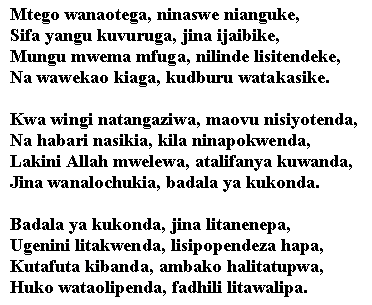 Mtego wanaotega, ninaswe nianguke,
Sifa yangu kuvuruga, jina ijaibike,
Mungu mwema mfuga, nilinde lisitendeke,
Na wawekao kiaga, kudburu watakasike.

Kwa wingi natangaziwa, maovu nisiyotenda,
Na habari nasikia, kila ninapokwenda,
Lakini Allah mwelewa, atalifanya kuwanda,
Jina wanalochukia, badala ya kukonda.

Badala ya kukonda, jina litanenepa,
Ugenini litakwenda, lisipopendeza hapa,
Kutafuta kibanda, ambako halitatupwa,
Huko wataolipenda, fadhili litawalipa.